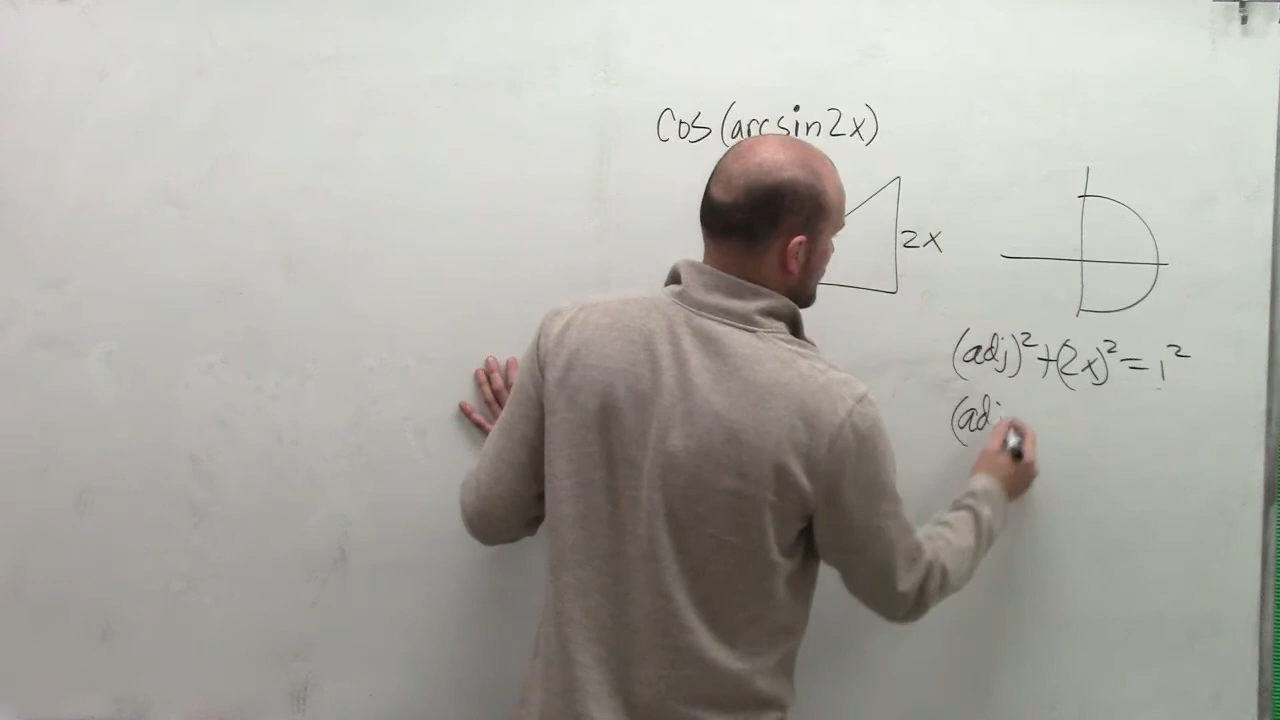 cos(arcsin2x)
2x
(adj)²+(2x)²=1²
(adj